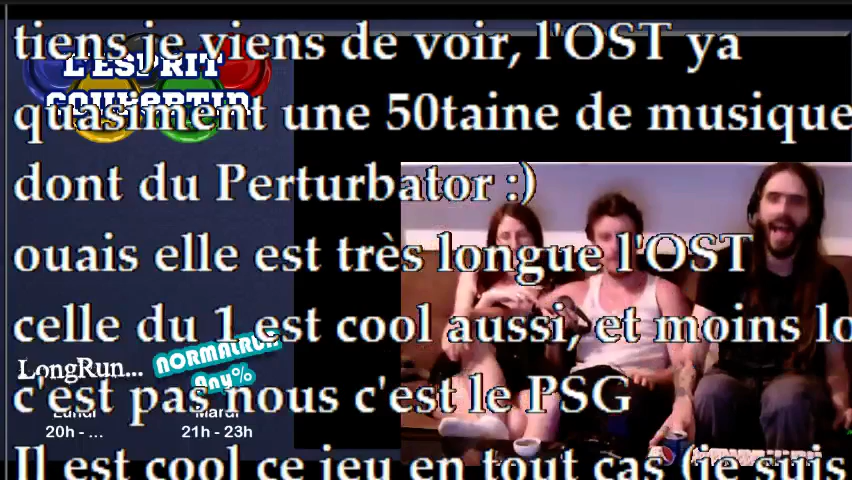 tiens je viens de voir, l'OST ya
L'ESPRIT
COUBERTIN
quasiment une 50taine de musique
dont du Perturbator :)
ouais elle est très longue l'OST
celle du 1 est cool aussi, et moins lo
LongRun...
NORMALRUN
Any%
c'est pas nous c'est le PSG
Lundi
Mardi
20h - ...
21h - 23h
Il est cool ce jeu en tout cas (je suis